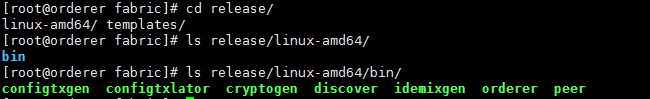 [root@orderer fabric]# cd release/
linux-amd64/ templates/
[root@orderer fabric]# ls release/linux-amd64/
bin
[root@orderer fabric]# ls release/linux-amd64/bin/
configtxgen configtxlator cryptogen discover idemixgen orderer peer